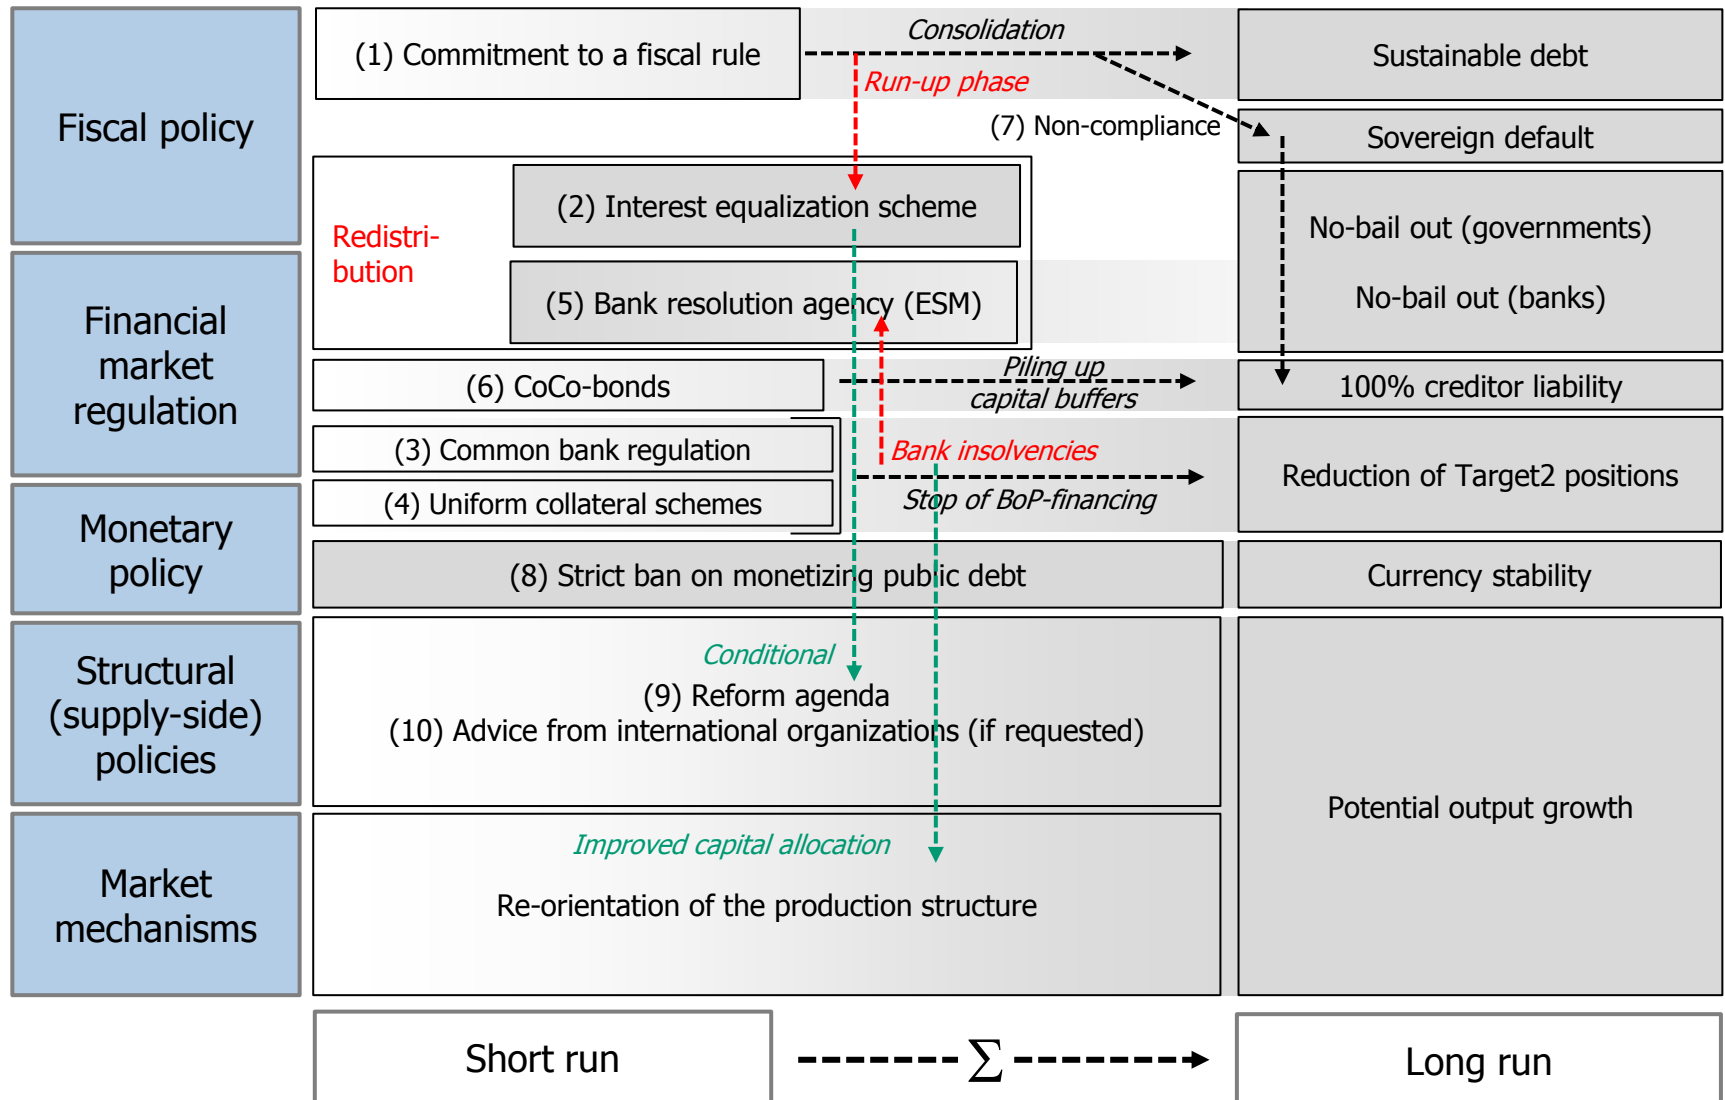 Fiscal policy
(1) Commitment to a fiscal rule
Consolidation
Run-up phase
Sustainable debt
(7) Non-compliance
Sovereign default
Redistri-
bution
(2) Interest equalization scheme
No-bail out (governments)
Financial
market
regulation
(5) Bank resolution agency (ESM)
No-bail out (banks)
(6) CoCo-bonds
Piling up
capital buffers
100% creditor liability
(3) Common bank regulation
Bank insolvencies
(4) Uniform collateral schemes
Stop of BoP-financing
Reduction of Target2 positions
Monetary
policy
(8) Strict ban on monetizing public debt
Currency stability
Structural
(supply-side)
policies
Conditional
(9) Reform agenda
(10) Advice from international organizations (if requested)
Potential output growth
Market
mechanisms
Improved capital allocation
Re-orientation of the production structure
Short run
Σ
Long run